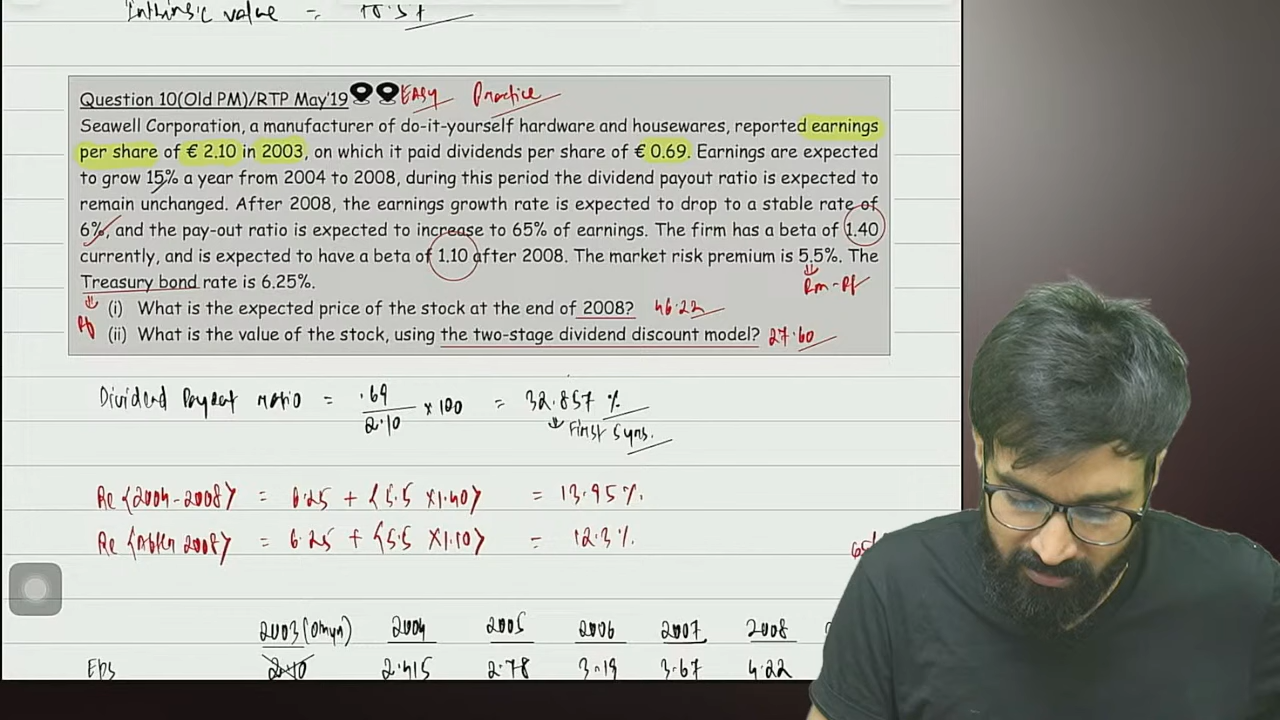 Intrinsic value =
Question 10(Old PM)/RTP May'19 EASY Practice
Seawell Corporation, a manufacturer of do-it-yourself hardware and housewares, reported earnings
per share of € 2.10 in 2003, on which it paid dividends per share of € 0.69. Earnings are expected
to grow 15% a year from 2004 to 2008, during this period the dividend payout ratio is expected to
remain unchanged. After 2008, the earnings growth rate is expected to drop to a stable rate of
6%, and the pay-out ratio is expected to increase to 65% of earnings. The firm has a beta of 1.40
currently, and is expected to have a beta of 1.10 after 2008. The market risk premium is 5.5%. The
Treasury bond rate is 6.25%. Rm-Rf
(i) What is the expected price of the stock at the end of 2008? 46.22
Rf (ii) What is the value of the stock, using the two-stage dividend discount model? 27.60
Dividend Payout ratio = .69 / 2.10 × 100 = 32.857 %
First 5yrs.
Re {2004-2008} = 6.25 + {5.5 × 1.40} = 13.95%
Re {After 2008} = 6.25 + {5.5 × 1.10} = 12.3%
65%
2003 2004 2005 2006 2007 2008
EPS 2.10 2.415 2.78 3.19 3.67 4.22